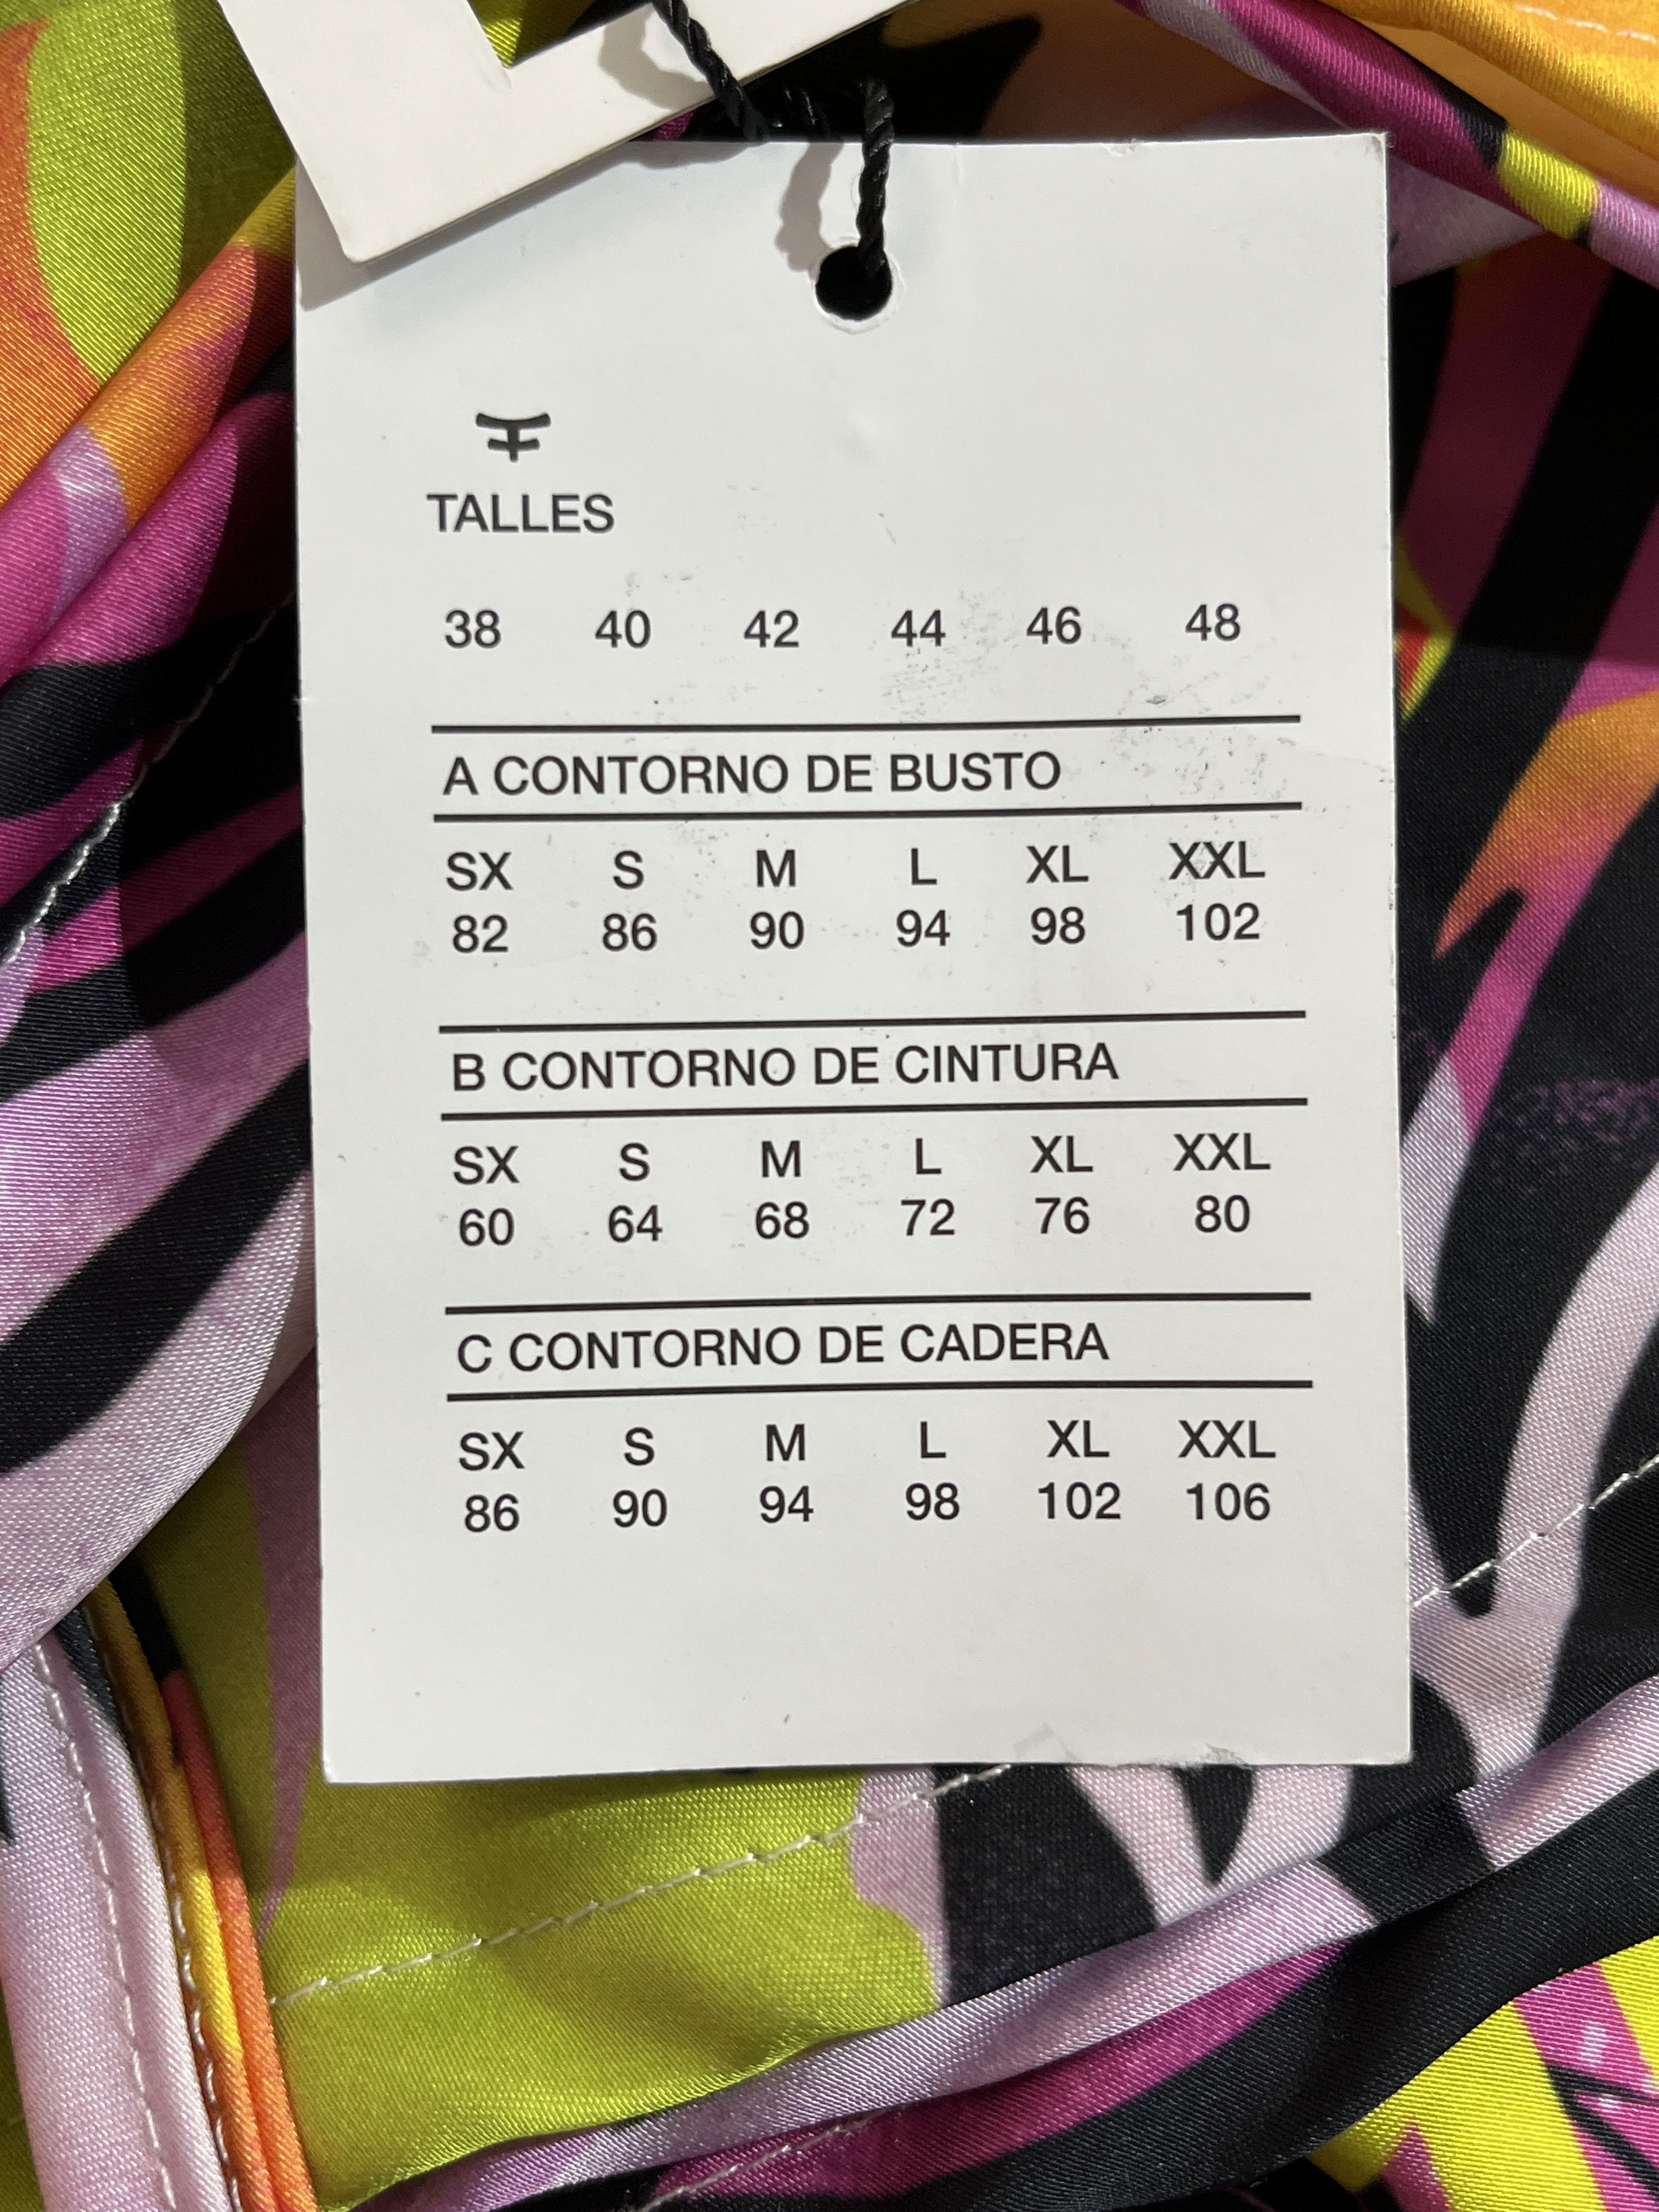 TALLES
38 40 42 44 46 48
A CONTORNO DE BUSTO
SX S M L XL XXL
82 86 90 94 98 102
B CONTORNO DE CINTURA
SX S M L XL XXL
60 64 68 72 76 80
C CONTORNO DE CADERA
SX S M L XL XXL
86 90 94 98 102 106